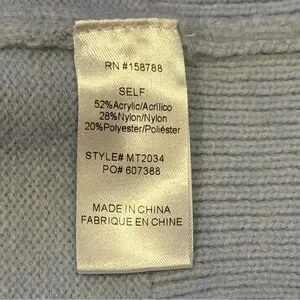 RN #158788
SELF
52%Acrylic/Acrílico
28%Nylon/Nylon
20%Polyester/Poliéster
STYLE# MT2034
PO# 607388
MADE IN CHINA
FABRIQUE EN CHINE